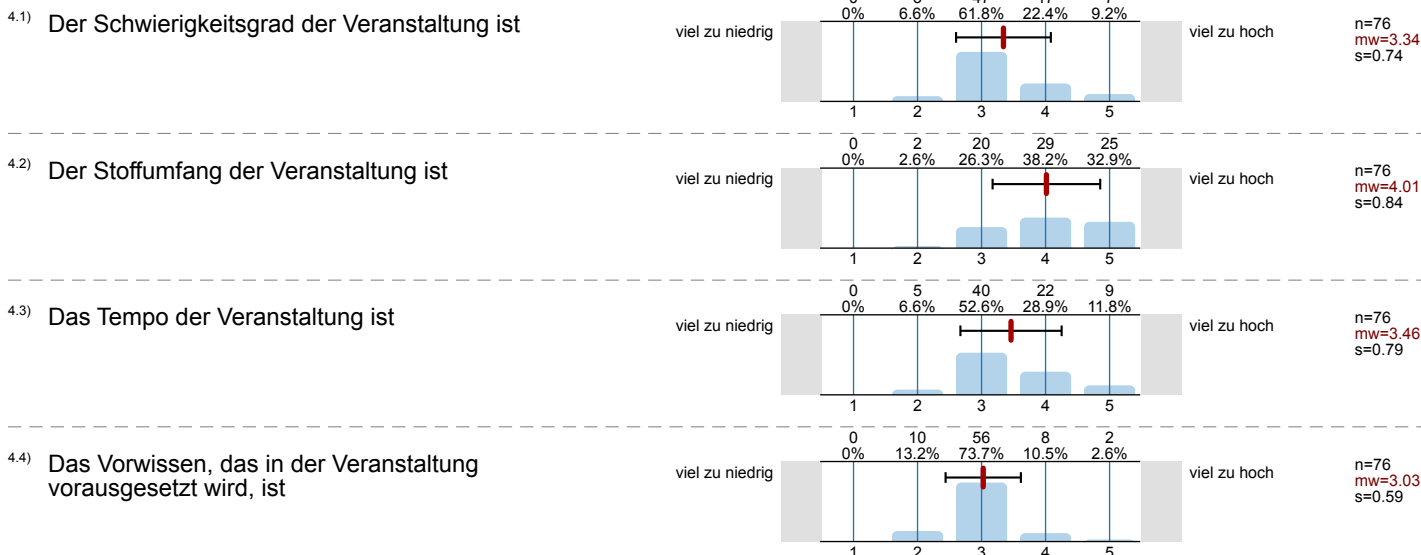 0% 6.6% 61.8% 22.4% 9.2%
4.1) Der Schwierigkeitsgrad der Veranstaltung ist
viel zu niedrig
viel zu hoch
n=76
mw=3.34
s=0.74
1 2 3 4 5
0 2 20 29 25
0% 2.6% 26.3% 38.2% 32.9%
4.2) Der Stoffumfang der Veranstaltung ist
viel zu niedrig
viel zu hoch
n=76
mw=4.01
s=0.84
1 2 3 4 5
0 5 40 22 9
0% 6.6% 52.6% 28.9% 11.8%
4.3) Das Tempo der Veranstaltung ist
viel zu niedrig
viel zu hoch
n=76
mw=3.46
s=0.79
1 2 3 4 5
0 10 56 8 2
0% 13.2% 73.7% 10.5% 2.6%
4.4) Das Vorwissen, das in der Veranstaltung
vorausgesetzt wird, ist
viel zu niedrig
viel zu hoch
n=76
mw=3.03
s=0.59
1 2 3 4 5